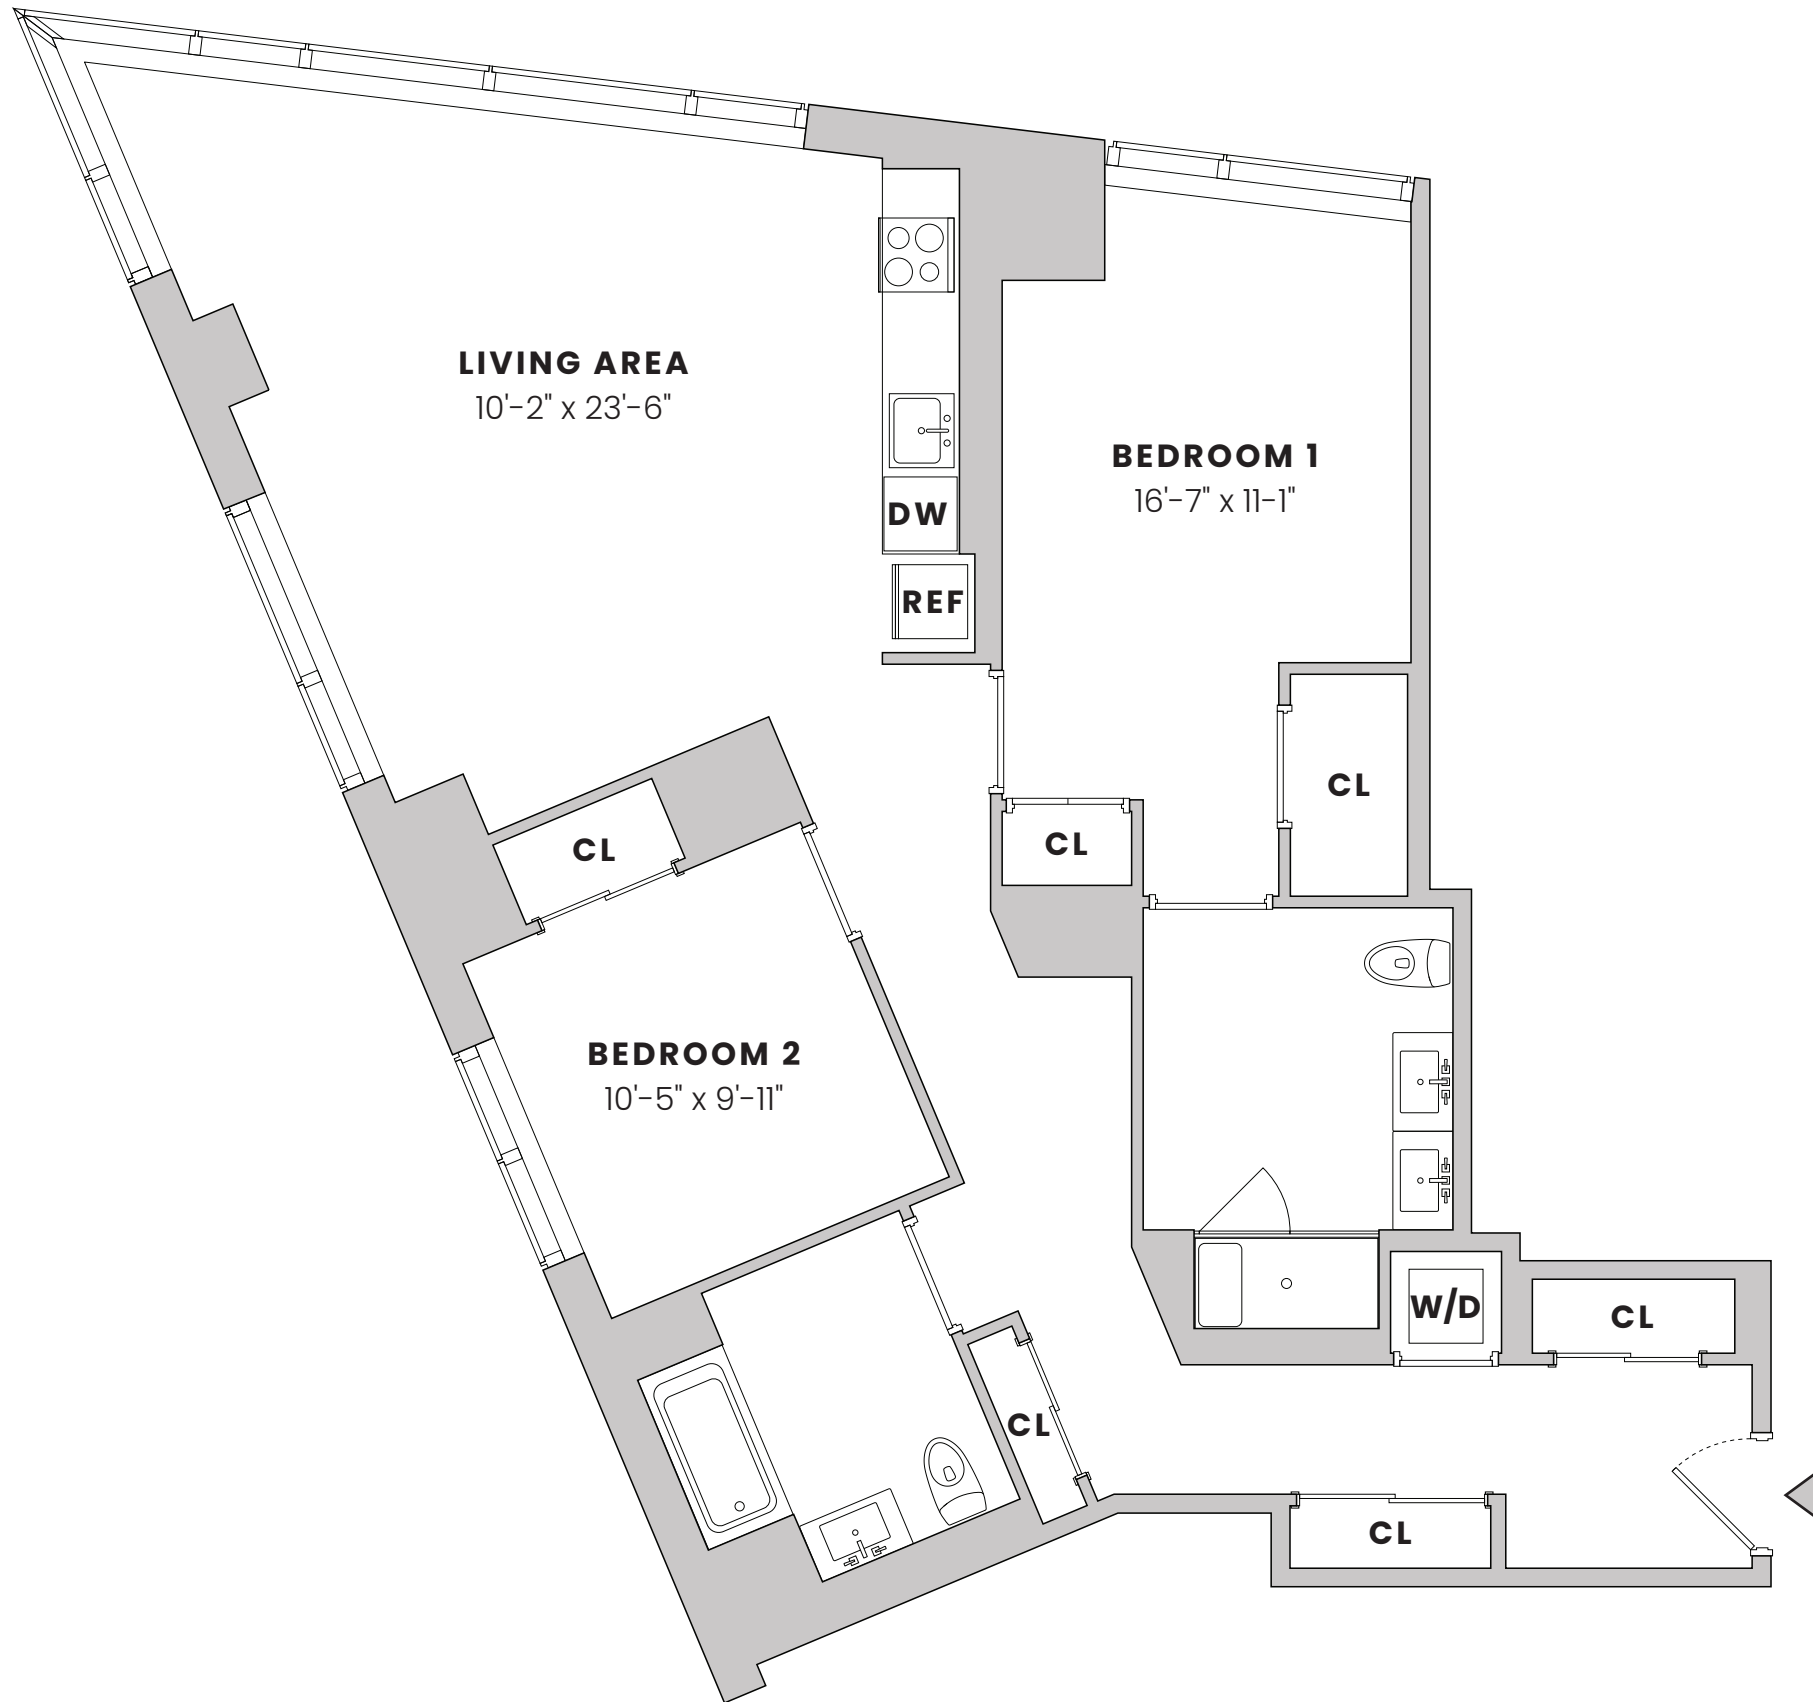 LIVING AREA
10'-2" x 23'-6"
BEDROOM 1
16'-7" x 11-1"
DW
REF
CL
CL
CL
BEDROOM 2
10'-5" x 9'-11"
W/D
CL
CL
CL